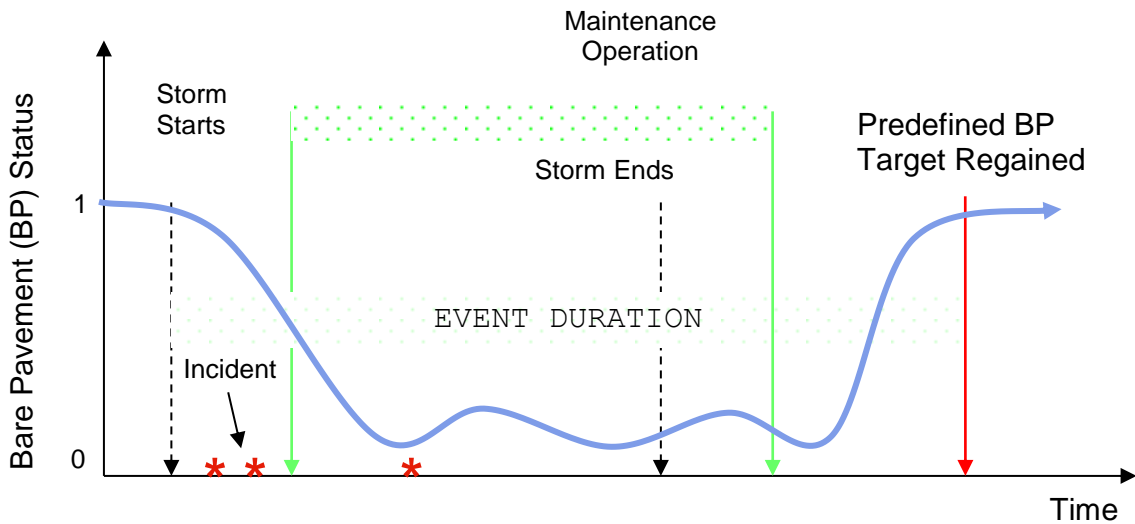 Maintenance
Operation
Storm
Starts
Predefined BP
Target Regained
Storm Ends
1
EVENT DURATION
Incident
0
* * *
Bare Pavement (BP) Status
Time